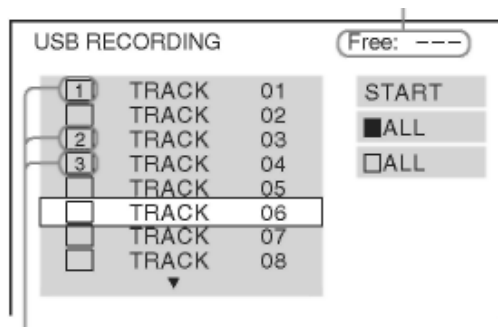 USB RECORDING Free: ---
1 TRACK 01 START
TRACK 02
2 TRACK 03 ■ALL
3 TRACK 04 □ALL
TRACK 05
TRACK 06
TRACK 07
TRACK 08
▼